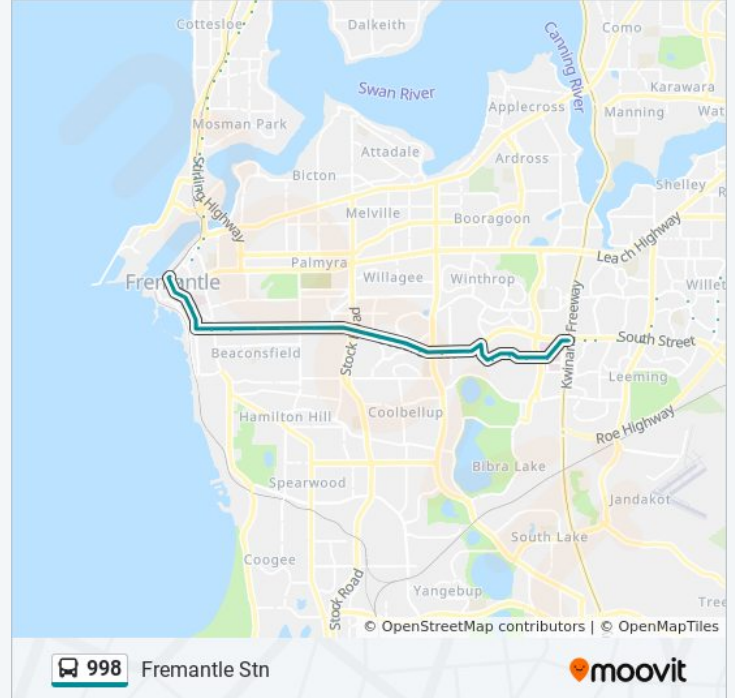 Cottesloe
Dalkeith
Como
Canning River
Swan River
Karawara
Applecross
Manning
Wat
Mosman Park
Attadale
Ardross
Stirling Highway
Bicton
Shelley
R
Melville
Booragoon
Leach Highway
Palmyra
Fremantle
Willagee
Winthrop
Willet
Kwinana Freeway
Stock Road
South Street
Beaconsfield
Leeming
Hamilton Hill
Coolbellup
Roe Highway
Bibra Lake
Spearwood
Jandakot
South Lake
Coogee
Stock Road
Yangebup
Tree
© OpenStreetMap contributors | © OpenMapTiles
998 Fremantle Stn
moovit